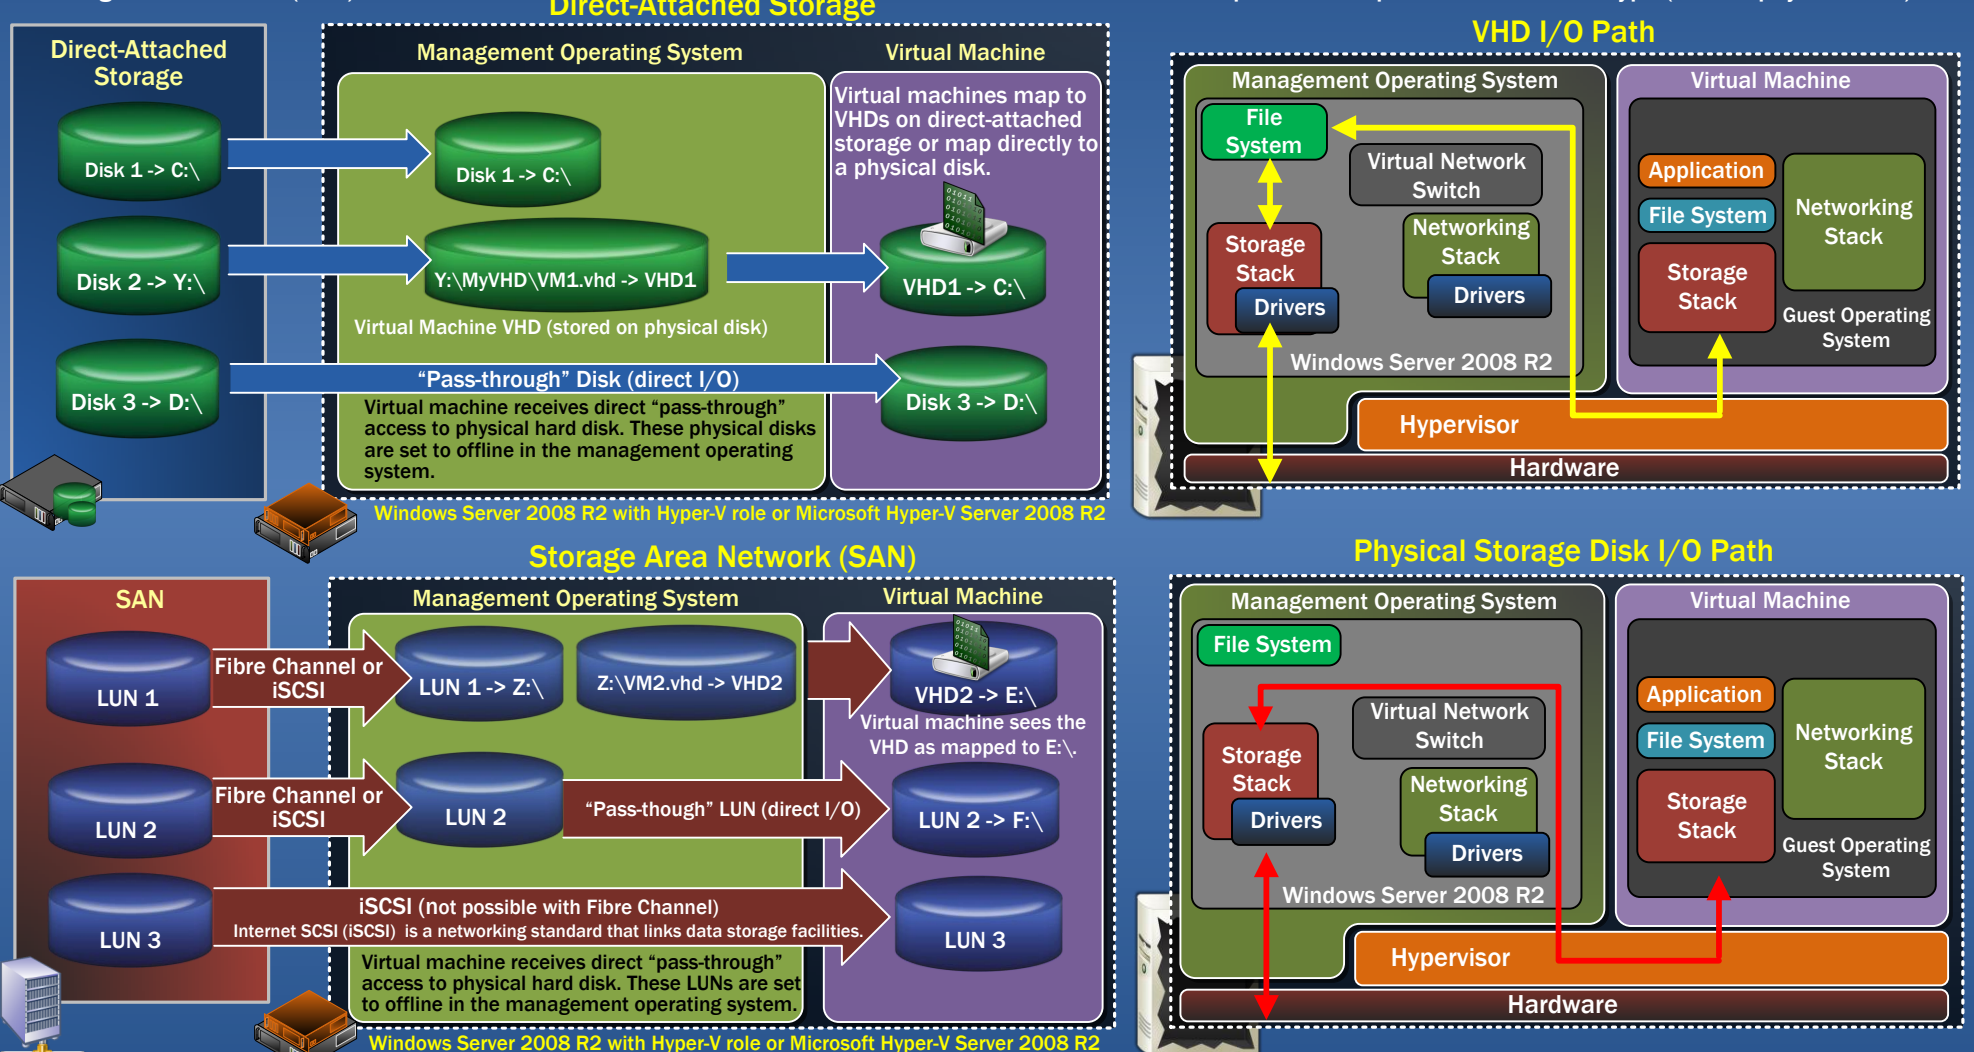 Direct-Attached Storage
Direct-Attached
Storage
Disk 1 -> C:\
Disk 2 -> Y:\
Disk 3 -> D:\
Management Operating System
Disk 1 -> C:\
Y:\MyVHD\VM1.vhd -> VHD1
Virtual Machine VHD (stored on physical disk)
“Pass-through” Disk (direct I/O)
Virtual machine receives direct “pass-through”
access to physical hard disk. These physical disks
are set to offline in the management operating
system.
Virtual Machine
Virtual machines map to
VHDs on direct-attached
storage or map directly to
a physical disk.
VHD1 -> C:\
Disk 3 -> D:\
Windows Server 2008 R2 with Hyper-V role or Microsoft Hyper-V Server 2008 R2
VHD I/O Path
Management Operating System
File
System
Virtual Network
Switch
Storage
Stack
Drivers
Networking
Stack
Drivers
Windows Server 2008 R2
Virtual Machine
Application
File System
Storage
Stack
Networking
Stack
Guest Operating
System
Hypervisor
Hardware
Storage Area Network (SAN)
SAN
LUN 1
LUN 2
LUN 3
Fibre Channel or
iSCSI
Fibre Channel or
iSCSI
Management Operating System
LUN 1 -> Z:\
Z:\VM2.vhd -> VHD2
LUN 2
“Pass-though” LUN (direct I/O)
iSCSI (not possible with Fibre Channel)
Internet SCSI (iSCSI) is a networking standard that links data storage facilities.
Virtual machine receives direct “pass-through”
access to physical hard disk. These LUNs are set
to offline in the management operating system.
Virtual Machine
VHD2 -> E:\
Virtual machine sees the
VHD as mapped to E:\.
LUN 2 -> F:\
LUN 3
Windows Server 2008 R2 with Hyper-V role or Microsoft Hyper-V Server 2008 R2
Physical Storage Disk I/O Path
Management Operating System
File System
Virtual Network
Switch
Storage
Stack
Drivers
Networking
Stack
Drivers
Windows Server 2008 R2
Virtual Machine
Application
File System
Storage
Stack
Networking
Stack
Guest Operating
System
Hypervisor
Hardware